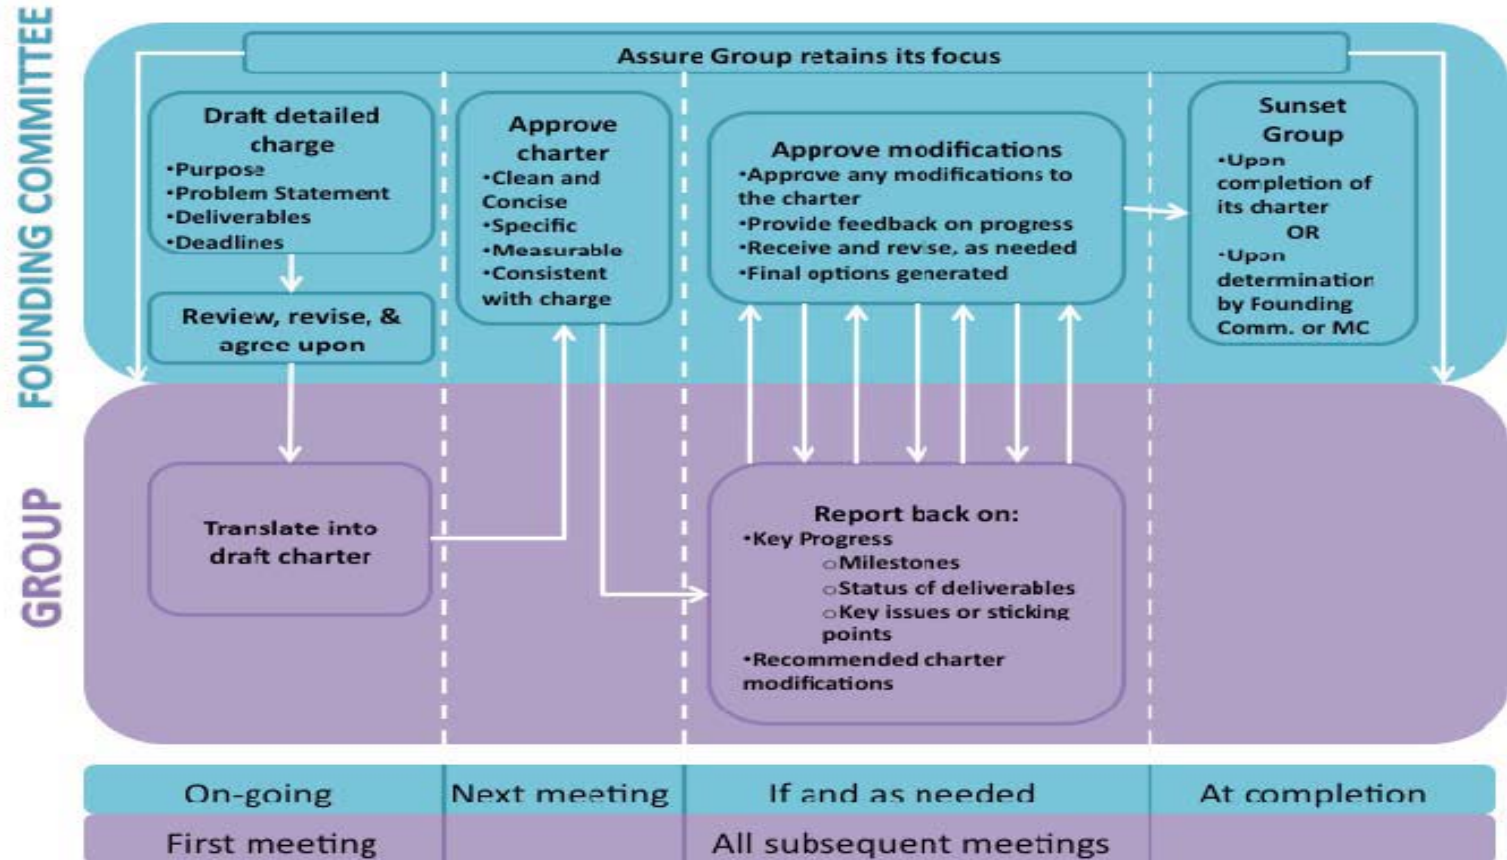 FOUNDING COMMITTEE
Assure Group retains its focus
Draft detailed
charge
•Purpose
•Problem Statement
•Deliverables
•Deadlines
Review, revise, &
agree upon
Approve
charter
•Clean and
Concise
•Specific
•Measurable
•Consistent
with charge
Approve modifications
•Approve any modifications to
the charter
•Provide feedback on progress
•Receive and revise, as needed
•Final options generated
Sunset
Group
•Upon
completion of
its charter
OR
•Upon
determination
by Founding
Comm. or MC
GROUP
Translate into
draft charter
Report back on:
•Key Progress
○Milestones
○Status of deliverables
○Key issues or sticking
points
•Recommended charter
modifications
On-going
Next meeting
If and as needed
At completion
First meeting
All subsequent meetings